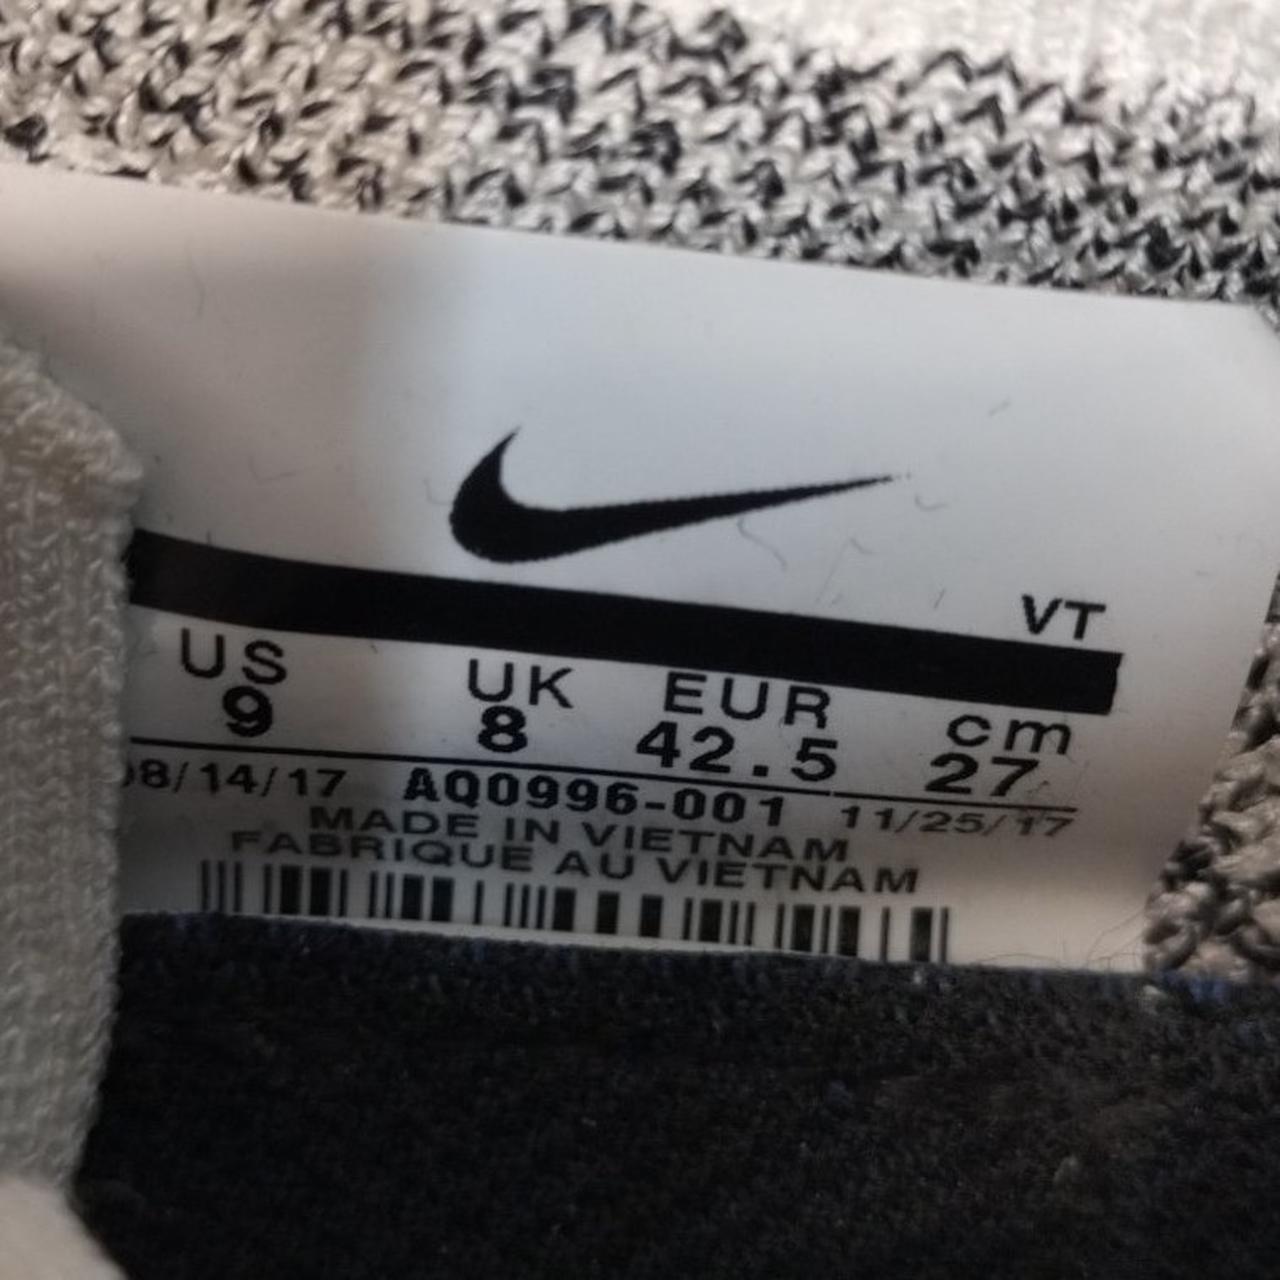 VT
US UK EUR cm
9 8 42.5 27
08/14/17 AQ0996-001 11/25/17
MADE IN VIETNAM
FABRIQUE AU VIETNAM